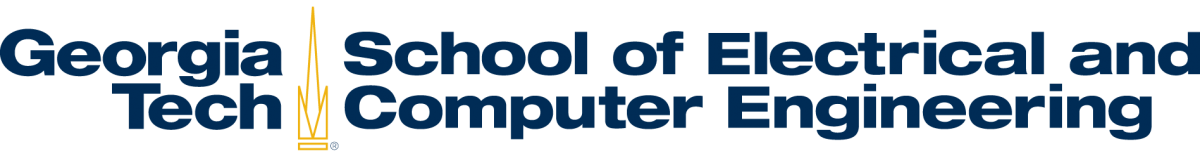 Georgia Tech
®
School of Electrical and
Computer Engineering